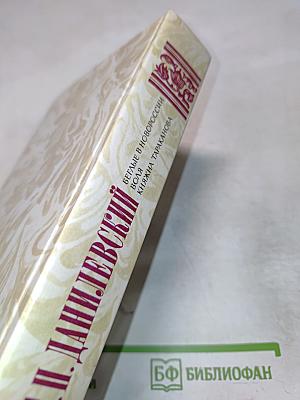 Г.П. ДАНИЛЕВСКИЙ
БЕГЛЫЕ В НОВОРОССИИ
ВОЛЯ
КНЯЖНА ТАРАКАНОВА
БФ БИБЛИОФАН